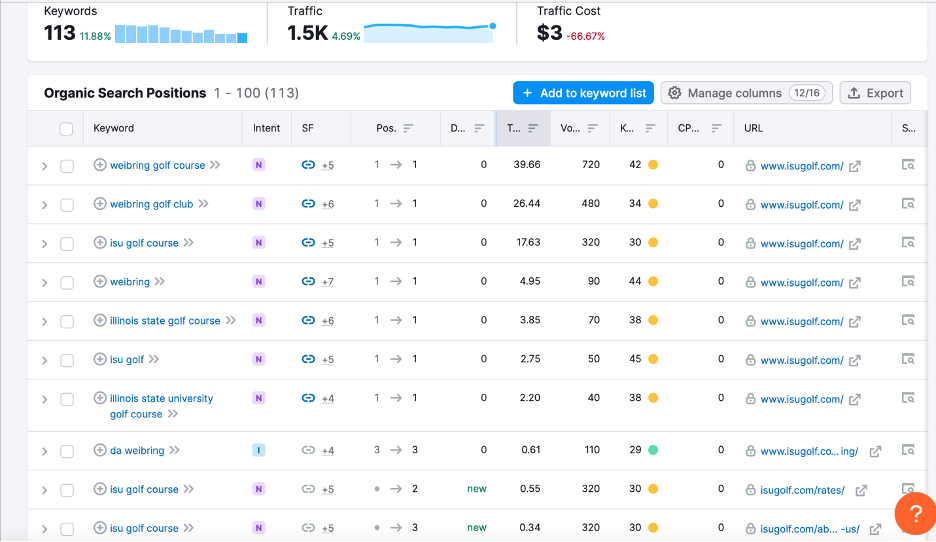 Keywords Traffic Traffic Cost
113 11.88% 1.5K 4.69% $3 -66.67%
Organic Search Positions 1 - 100 (113) + Add to keyword list Manage columns 12/16 Export
Keyword Intent SF Pos. D... T... Vo... K... CP... URL S...
weibring golf course N +5 1 → 1 0 39.66 720 42 0 www.isugolf.com/
weibring golf club N +6 1 → 1 0 26.44 480 34 0 www.isugolf.com/
isu golf course N +5 1 → 1 0 17.63 320 30 0 www.isugolf.com/
weibring N +7 1 → 1 0 4.95 90 44 0 www.isugolf.com/
illinois state golf course N +6 1 → 1 0 3.85 70 38 0 www.isugolf.com/
isu golf N +5 1 → 1 0 2.75 50 45 0 www.isugolf.com/
illinois state university N +4 1 → 1 0 2.20 40 38 0 www.isugolf.com/
golf course
da weibring I +4 3 → 3 0 0.61 110 29 0 www.isugolf.co... ing/
isu golf course N +5 • → 2 new 0.55 320 30 0 isugolf.com/rates/
isu golf course N +5 • → 3 new 0.34 320 30 0 isugolf.com/ab... -us/
?